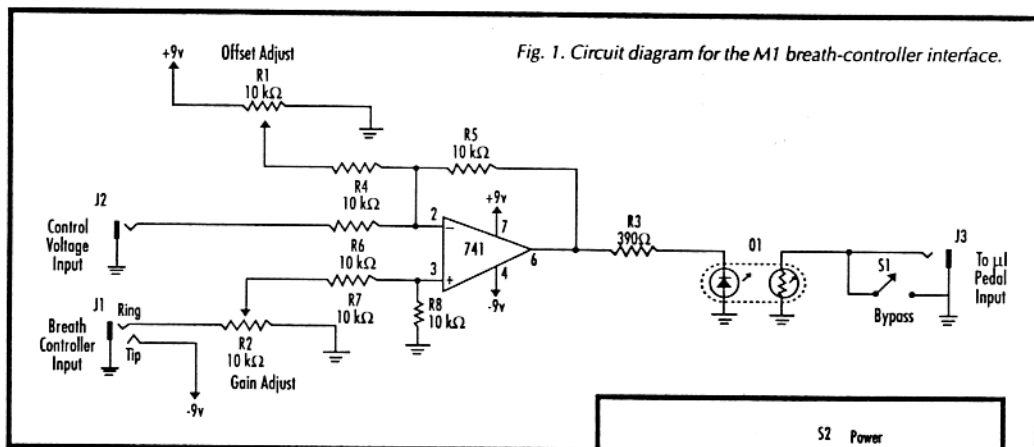 Fig. 1. Circuit diagram for the M1 breath-controller interface.
+9v
Offset Adjust
R1
10 kΩ
R5
10 kΩ
R4
10 kΩ
J2
Control
Voltage
Input
R6
10 kΩ
2
−
741
+9v
7
6
3
+
4
-9v
R3
390Ω
O1
J3
To μI
Pedal
Input
S1
Bypass
R7
10 kΩ
R8
10 kΩ
J1
Ring
Breath
Controller
Input
Tip
R2
10 kΩ
Gain Adjust
-9v
S2 Power